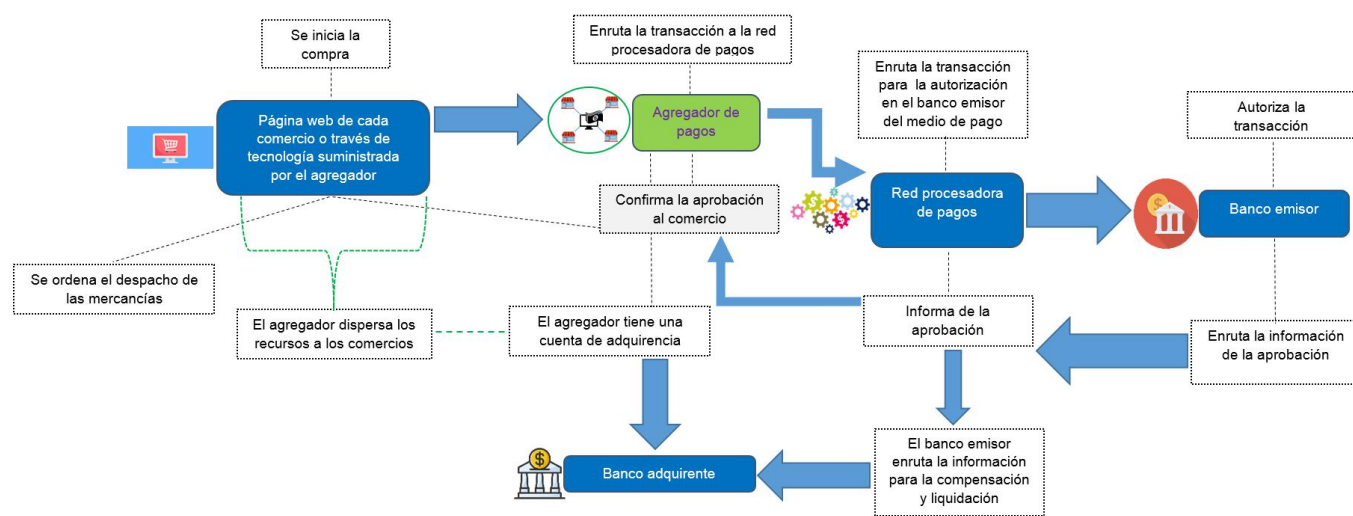 Se inicia la
compra
Enruta la transacción a la red
procesadora de pagos
Enruta la transacción
para la autorización
en el banco emisor
del medio de pago
Autoriza la
transacción
Página web de cada
comercio o través de
tecnología suministrada
por el agregador
Agregador de
pagos
Confirma la aprobación
al comercio
Red procesadora
de pagos
Banco emisor
Se ordena el despacho de
las mercancías
El agregador dispersa los
recursos a los comercios
El agregador tiene una
cuenta de adquirencia
Informa de la
aprobación
Enruta la información
de la aprobación
Banco adquirente
El banco emisor
enruta la información
para la compensación
y liquidación